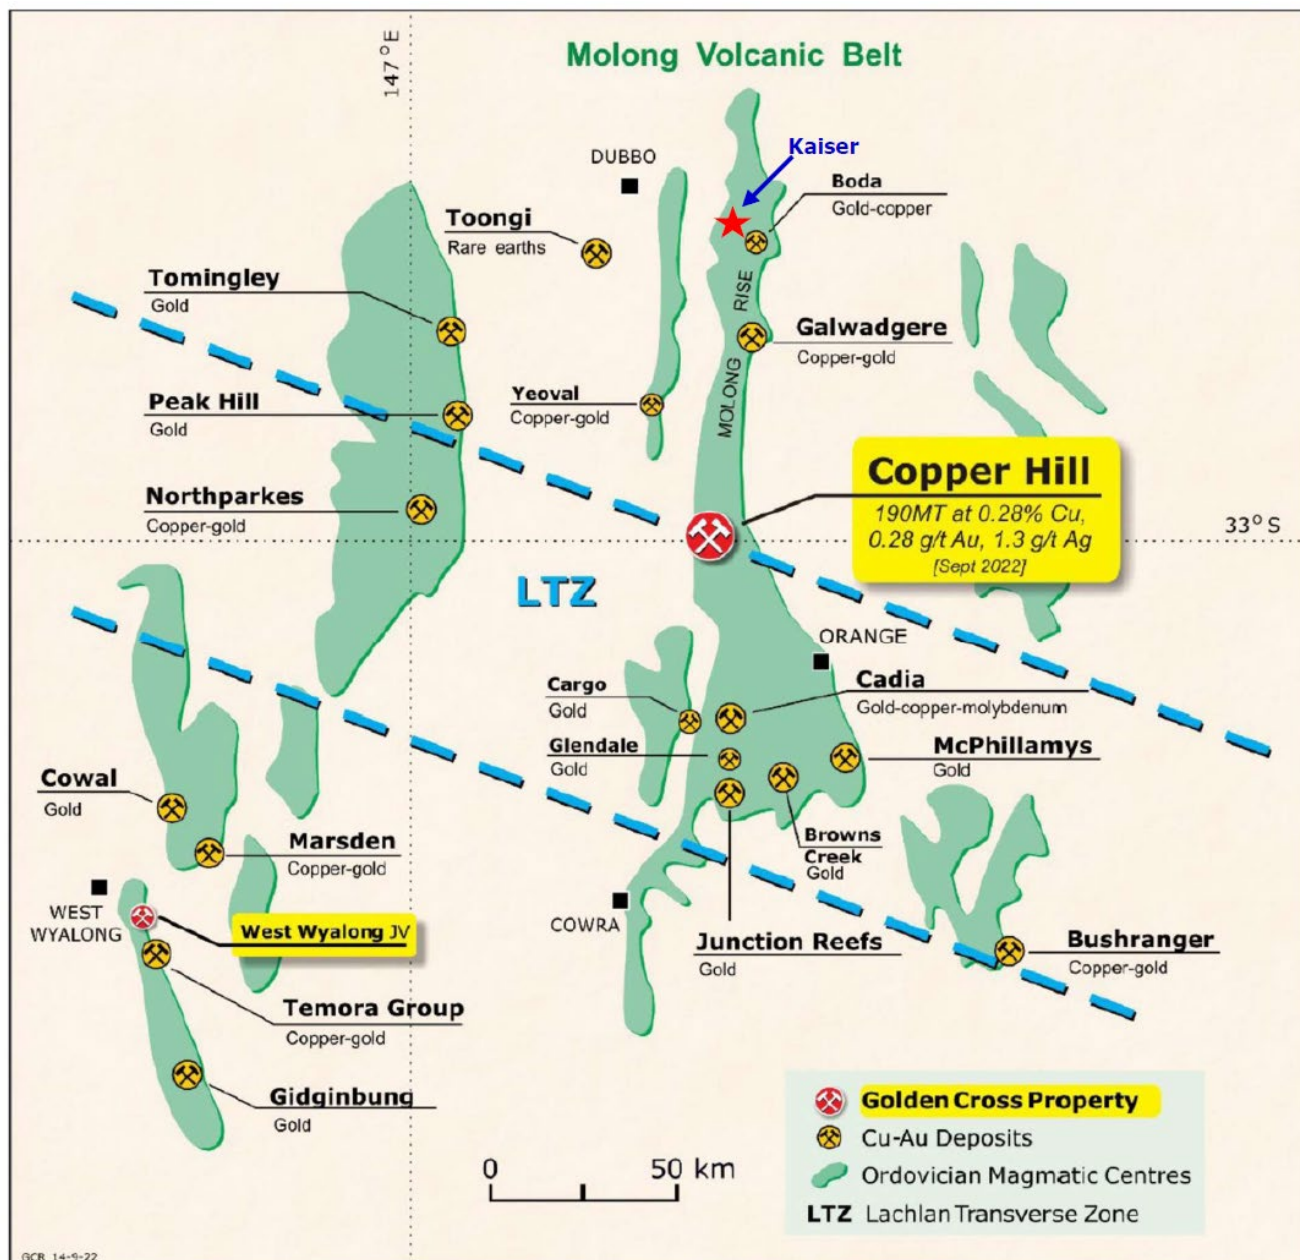 147°E
Molong Volcanic Belt
Kaiser
DUBBO
Boda
Gold-copper
Toongi
Rare earths
Tomingley
Gold
RISE
MOLONG
Galwadgere
Copper-gold
Peak Hill
Gold
Yeoval
Copper-gold
Copper Hill
190MT at 0.28% Cu,
0.28 g/t Au, 1.3 g/t Ag
[Sept 2022]
Northparkes
Copper-gold
33°S
LTZ
ORANGE
Cargo
Gold
Cadia
Gold-copper-molybdenum
Glendale
Gold
McPhillamys
Gold
Cowal
Gold
Marsden
Copper-gold
Browns
Creek
Gold
WEST
WYALONG
West Wyalong JV
COWRA
Junction Reefs
Gold
Bushranger
Copper-gold
Temora Group
Copper-gold
Gidginbung
Gold
0 50 km
Golden Cross Property
Cu-Au Deposits
Ordovician Magmatic Centres
LTZ Lachlan Transverse Zone
GCR 14-9-22